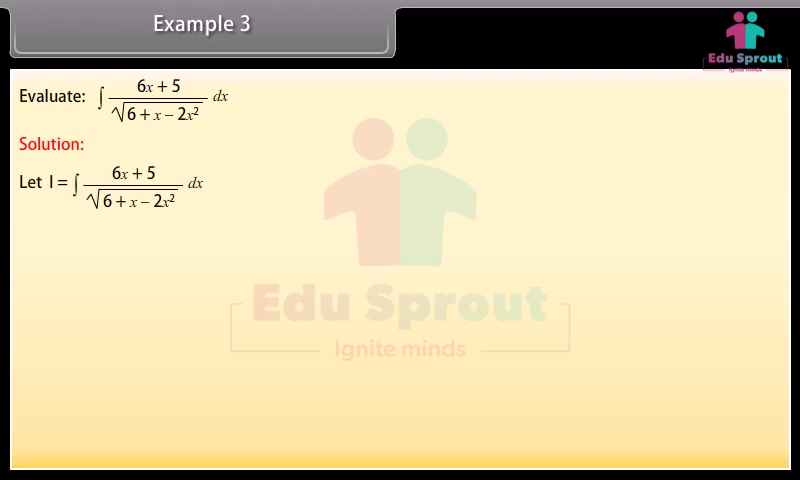 Example 3
Edu Sprout
Ignite minds
Evaluate: ∫ (6x + 5)/√(6 + x − 2x²) dx
Solution:
Let I = ∫ (6x + 5)/√(6 + x − 2x²) dx
Edu Sprout
Ignite minds